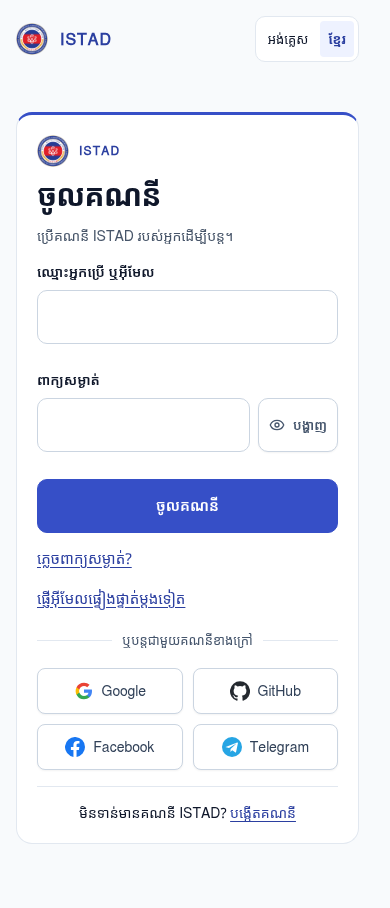 ISTAD
អង់គ្លេស
ខ្មែរ
ISTAD
ចូលគណនី
ប្រើគណនី ISTAD របស់អ្នកដើម្បីបន្ត។
ឈ្មោះអ្នកប្រើ ឬអ៊ីមែល
ពាក្យសម្ងាត់
បង្ហាញ
ចូលគណនី
ភ្លេចពាក្យសម្ងាត់?
ផ្ញើអ៊ីមែលផ្ទៀងផ្ទាត់ម្តងទៀត
ឬបន្តជាមួយគណនីខាងក្រៅ
Google
GitHub
Facebook
Telegram
មិនទាន់មានគណនី ISTAD? បង្កើតគណនី